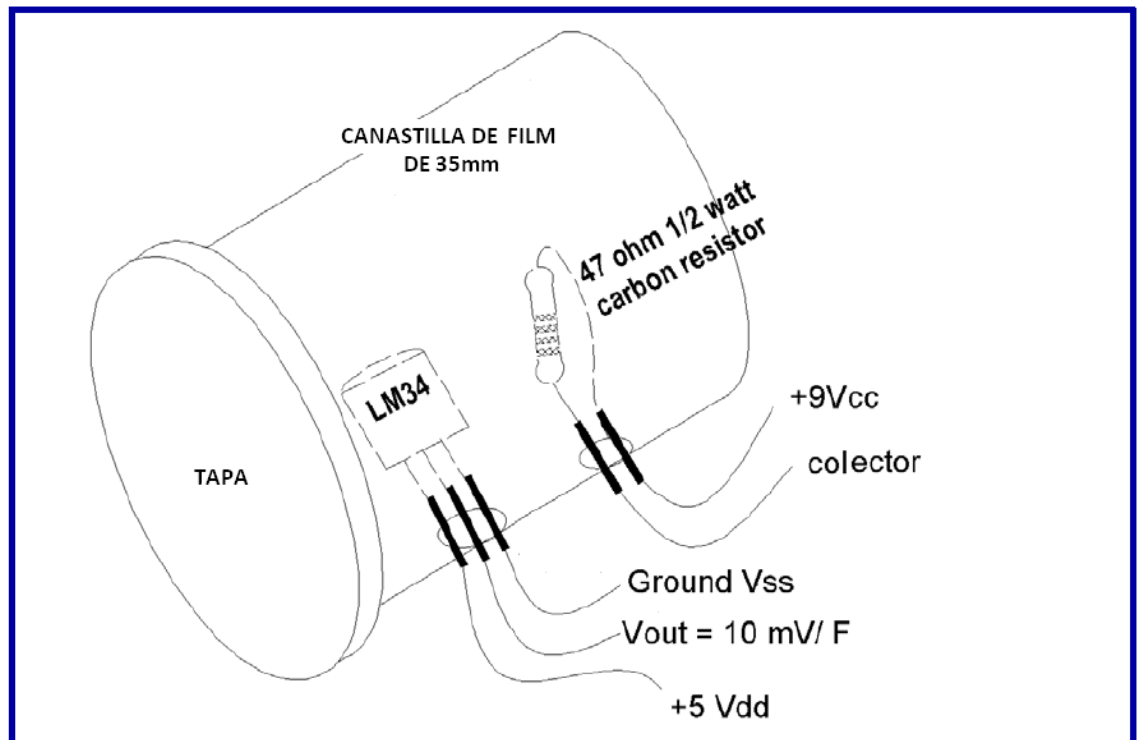 CANASTILLA DE FILM
DE 35mm
47 ohm 1/2 watt
carbon resistor
LM34
TAPA
+9Vcc
colector
Ground Vss
Vout = 10 mV/ F
+5 Vdd